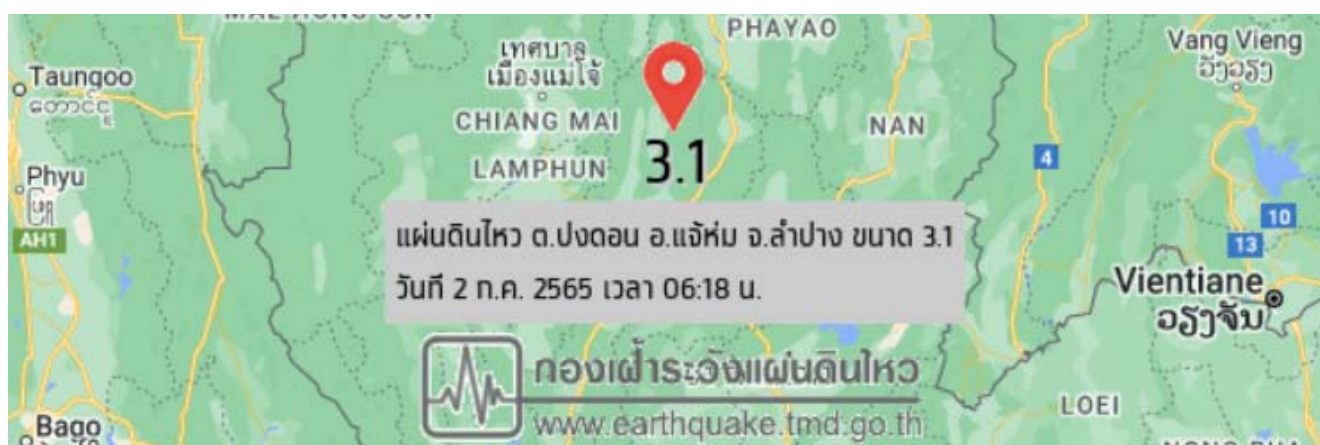 MAE HONG SON
PHAYAO
Vang Vieng
ວັງວຽງ
เทศบาล
เมืองแม่โจ้
Taungoo
တောင်ငူ
CHIANG MAI
NAN
3.1
LAMPHUN
4
Phyu
ဖြူ
AH1
10
13
แผ่นดินไหว ต.ปงดอน อ.แจ้ห่ม จ.ลำปาง ขนาด 3.1
วันที่ 2 ก.ค. 2565 เวลา 06:18 น.
Vientiane
ວຽງຈັນ
กองเฝ้าระวังแผ่นดินไหว
www.earthquake.tmd.go.th
LOEI
Bago